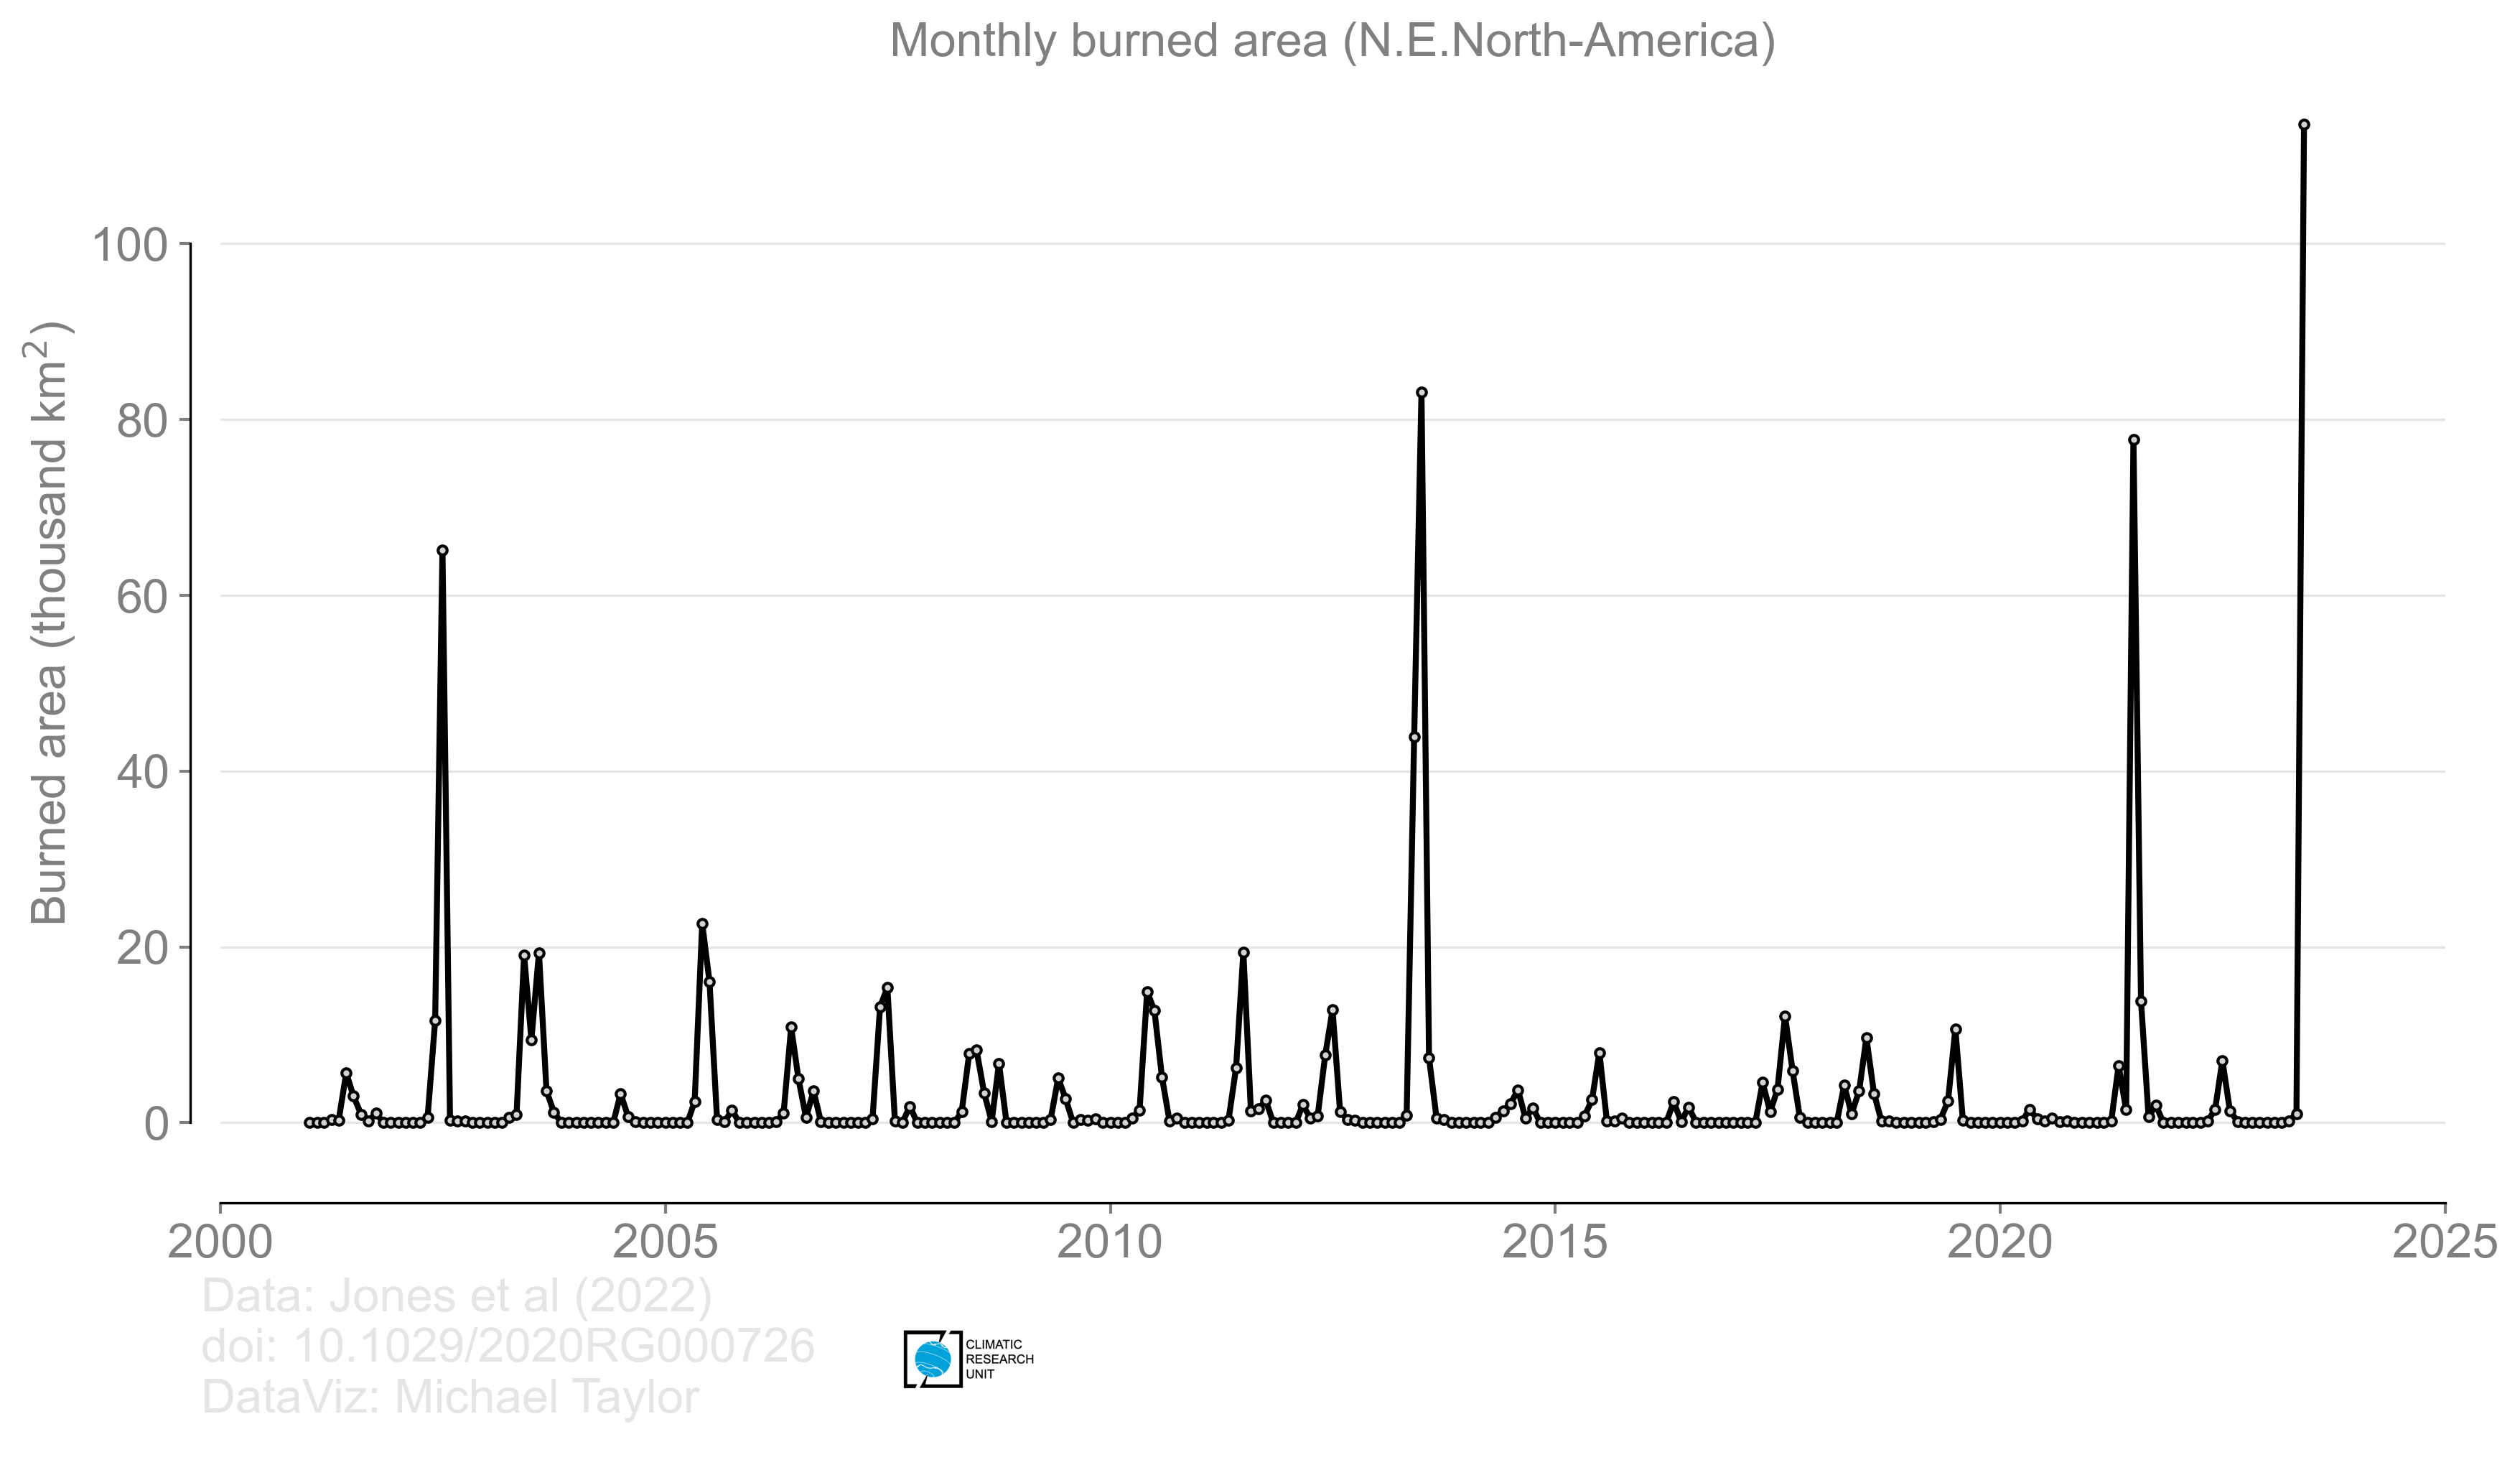 Monthly burned area (N.E.North-America)
Burned area (thousand km²)
100
80
60
40
20
0
2000 2005 2010 2015 2020 2025
Data: Jones et al (2022)
doi: 10.1029/2020RG000726
DataViz: Michael Taylor
CLIMATIC
RESEARCH
UNIT